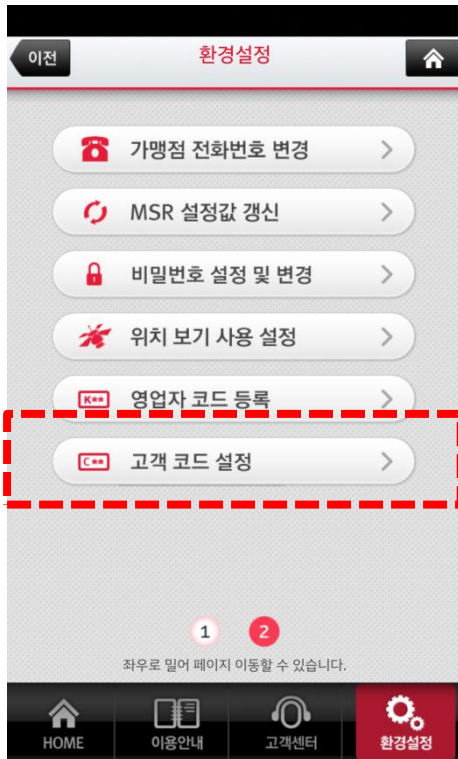 이전
환경설정
가맹점 전화번호 변경
MSR 설정값 갱신
비밀번호 설정 및 변경
위치 보기 사용 설정
K** 영업자 코드 등록
C** 고객 코드 설정
1 2
좌우로 밀어 페이지 이동할 수 있습니다.
HOME 이용안내 고객센터 환경설정